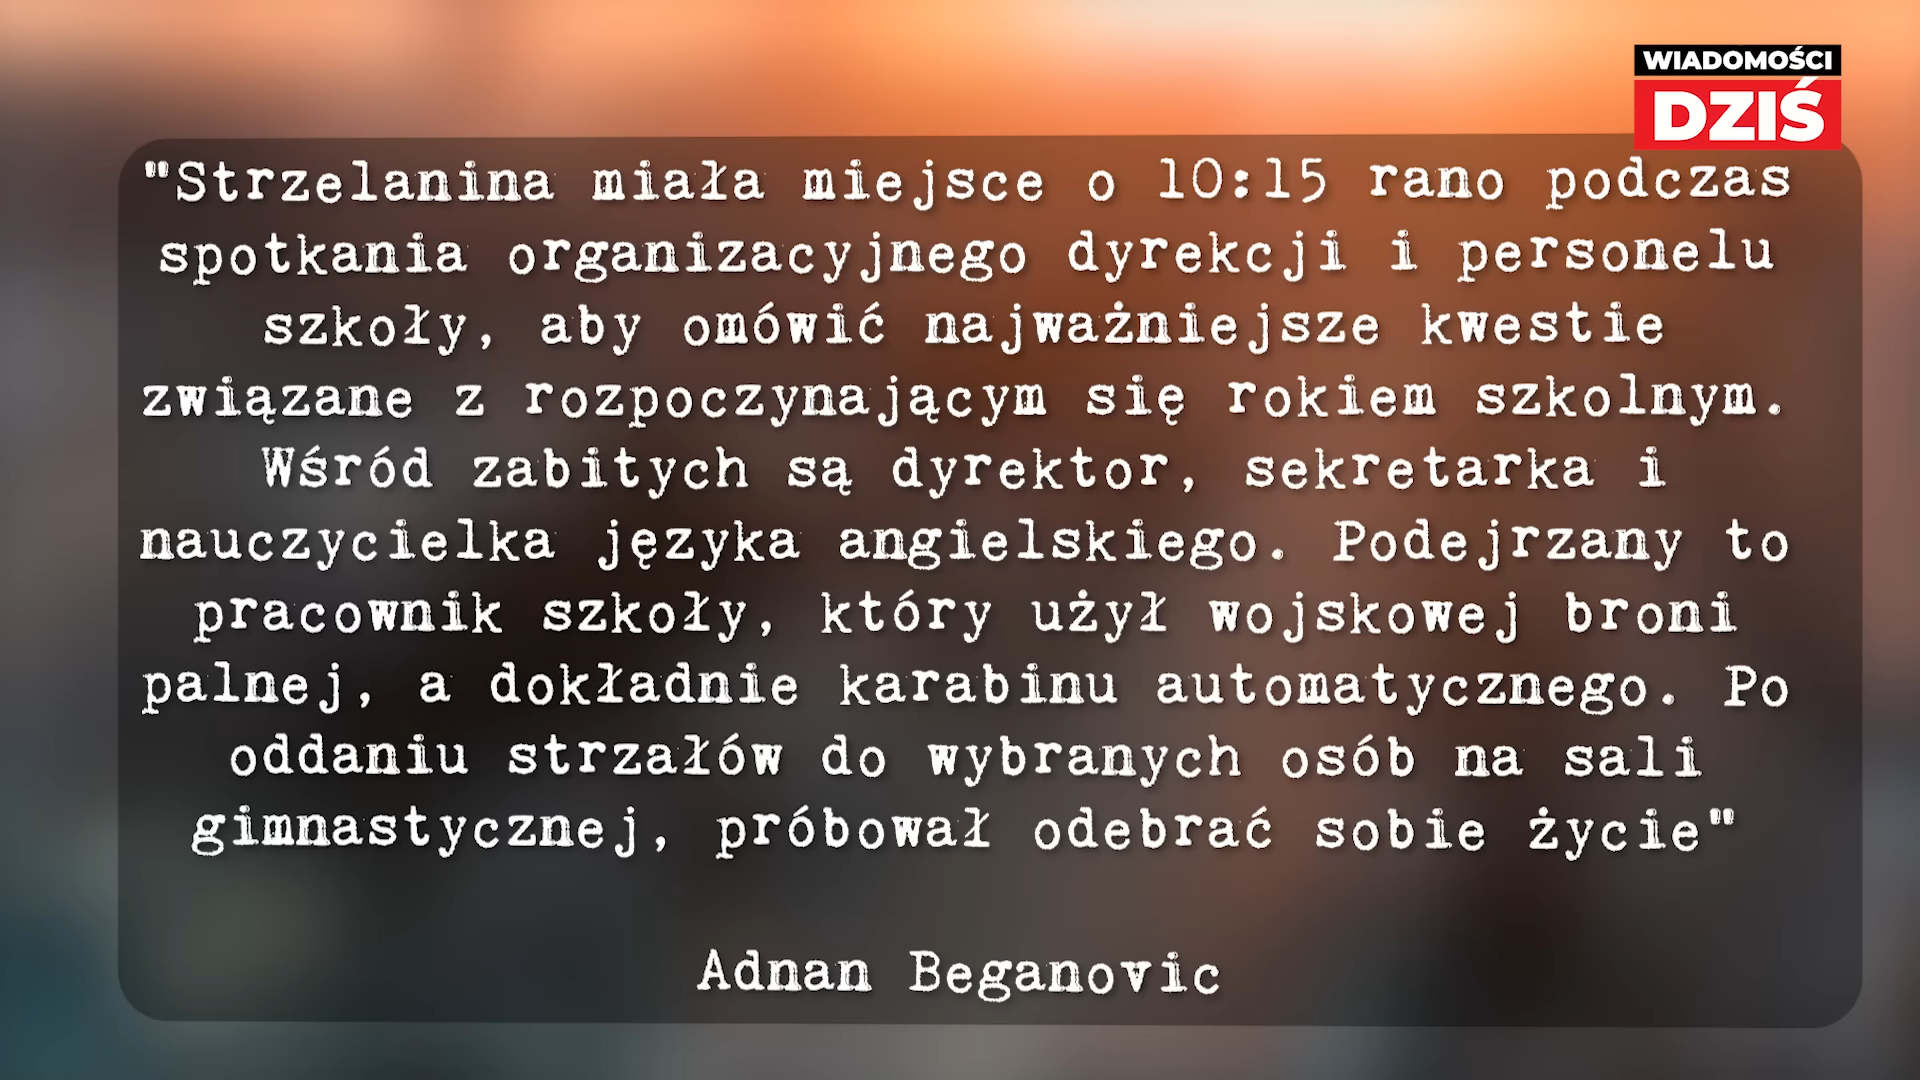 WIADOMOŚCI
DZIŚ
"Strzelanina miała miejsce o 10:15 rano podczas
spotkania organizacyjnego dyrekcji i personelu
szkoły, aby omówić najważniejsze kwestie
związane z rozpoczynającym się rokiem szkolnym.
Wśród zabitych są dyrektor, sekretarka i
nauczycielka języka angielskiego. Podejrzany to
pracownik szkoły, który użył wojskowej broni
palnej, a dokładnie karabinu automatycznego. Po
oddaniu strzałów do wybranych osób na sali
gimnastycznej, próbował odebrać sobie życie"
Adnan Beganovic